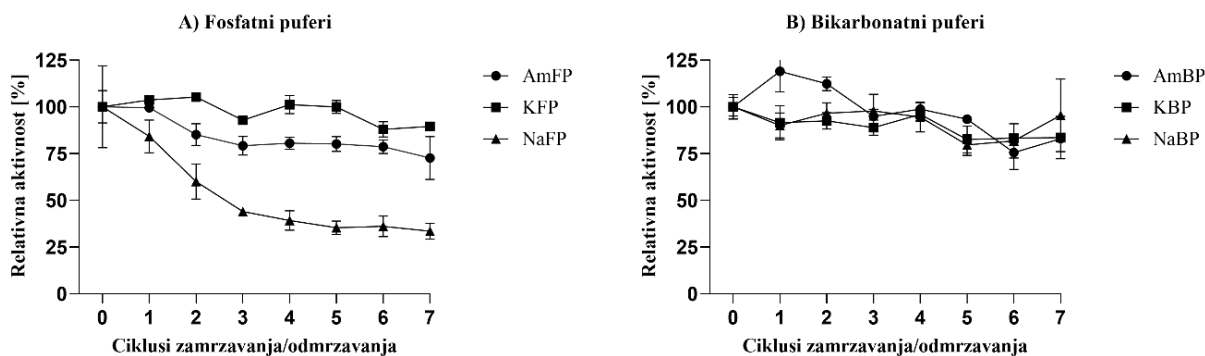 A) Fosfatni puferi
Relativna aktivnost [%]
125
100
75
50
25
0
0 1 2 3 4 5 6 7
Ciklusi zamrzavanja/odmrzavanja
AmFP
KFP
NaFP
B) Bikarbonatni puferi
Relativna aktivnost [%]
125
100
75
50
25
0
0 1 2 3 4 5 6 7
Ciklusi zamrzavanja/odmrzavanja
AmBP
KBP
NaBP